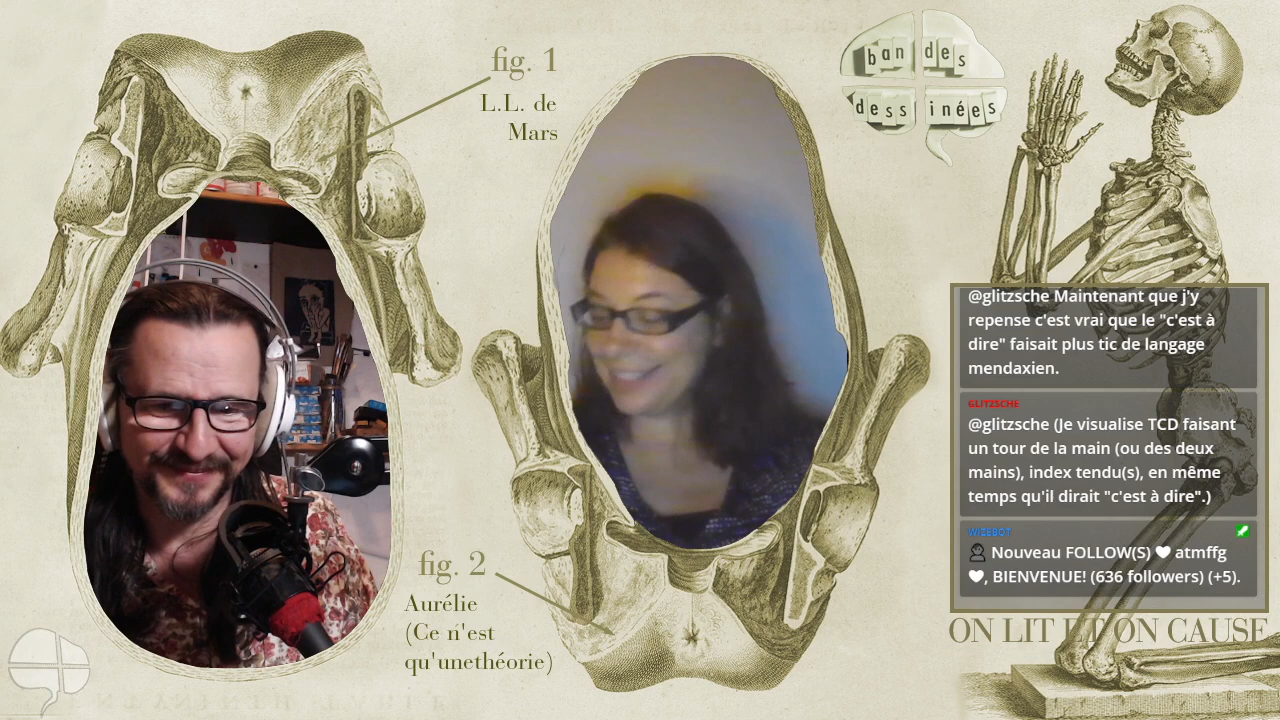 fig. 1
L.L. de
Mars
ban des
dess inées
@glitzsche Maintenant que j'y
repense c'est vrai que le "c'est à
dire" faisait plus tic de langage
mendaxien.
GLITZSCHE
@glitzsche (Je visualise TCD faisant
un tour de la main (ou des deux
mains), index tendu(s), en même
temps qu'il dirait "c'est à dire".)
WIZEBOT
Nouveau FOLLOW(S) atmffg
, BIENVENUE! (636 followers) (+5).
ON LIT ET ON CAUSE
fig. 2
Aurélie
(Ce n'est
qu'unethéorie)